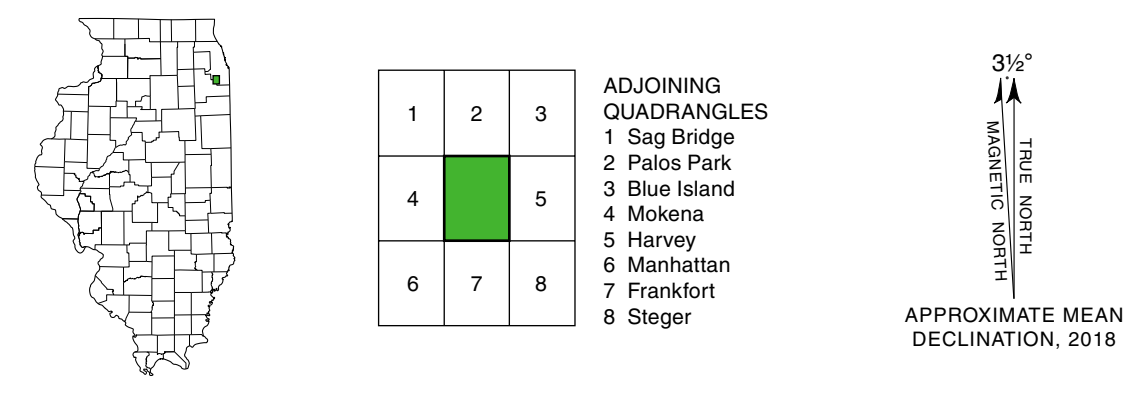 1 2 3
4 5
6 7 8
ADJOINING
QUADRANGLES
1 Sag Bridge
2 Palos Park
3 Blue Island
4 Mokena
5 Harvey
6 Manhattan
7 Frankfort
8 Steger
3½°
MAGNETIC NORTH
TRUE NORTH
APPROXIMATE MEAN
DECLINATION, 2018